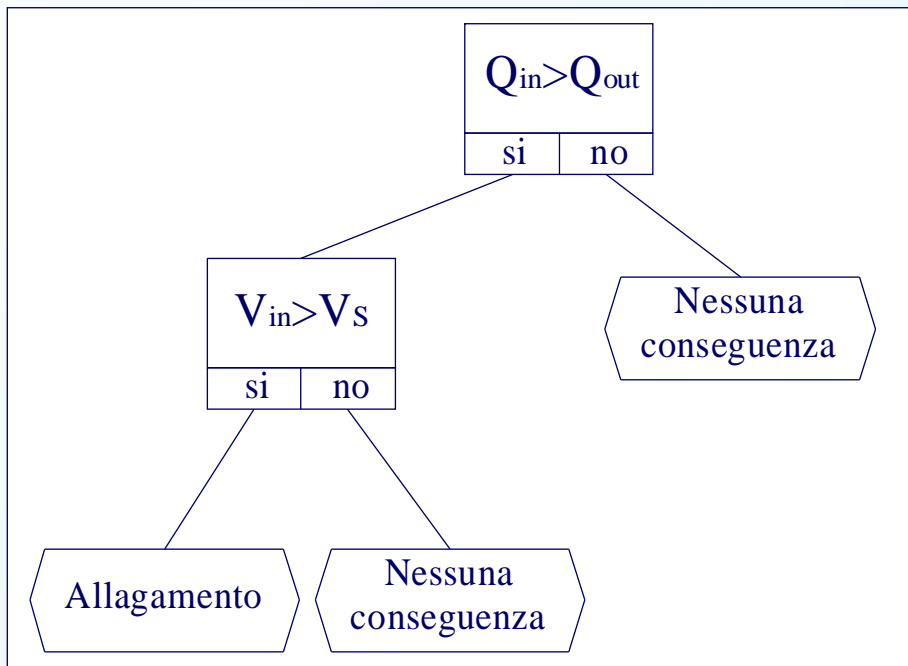 Qin>Qout
si no
Vin>Vs
si no
Nessuna
conseguenza
Allagamento
Nessuna
conseguenza